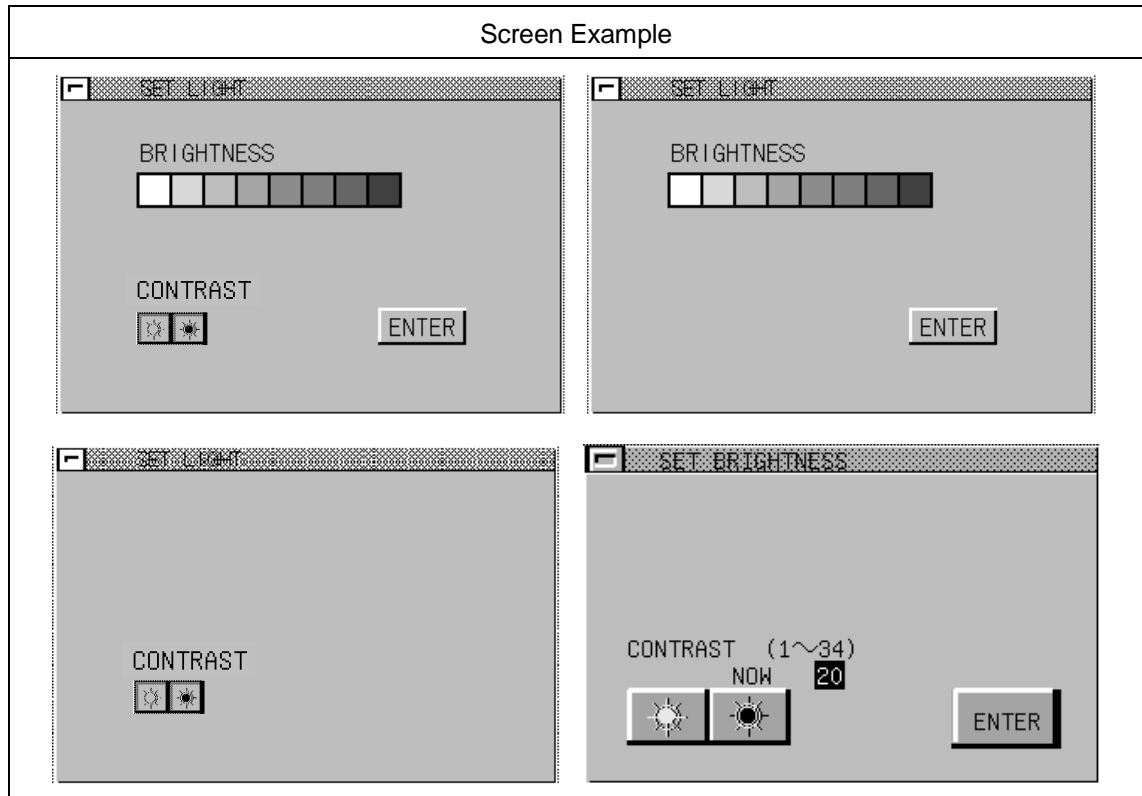 Screen Example
SET LIGHT
BRIGHTNESS
CONTRAST
ENTER
SET LIGHT
BRIGHTNESS
ENTER
SET LIGHT
CONTRAST
SET BRIGHTNESS
CONTRAST (1～34)
NOW 20
ENTER